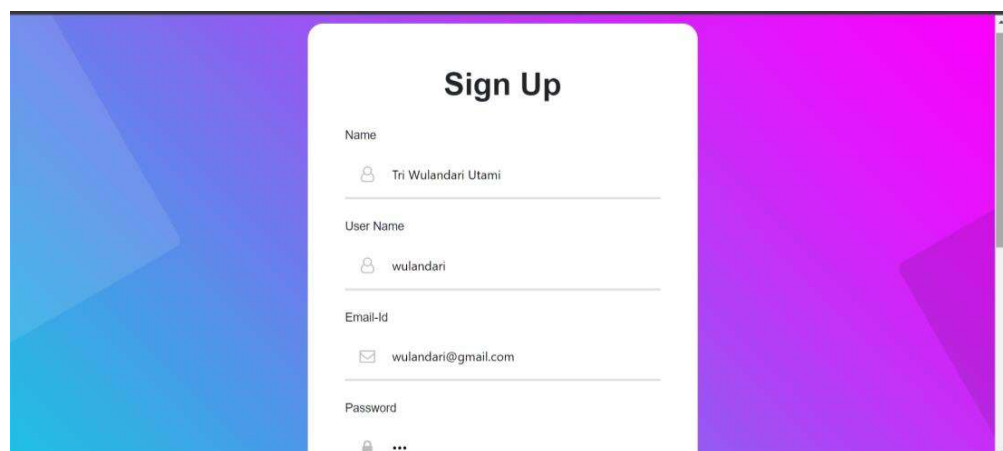 Sign Up
Name
Tri Wulandari Utami
User Name
wulandari
Email-Id
wulandari@gmail.com
Password
•••